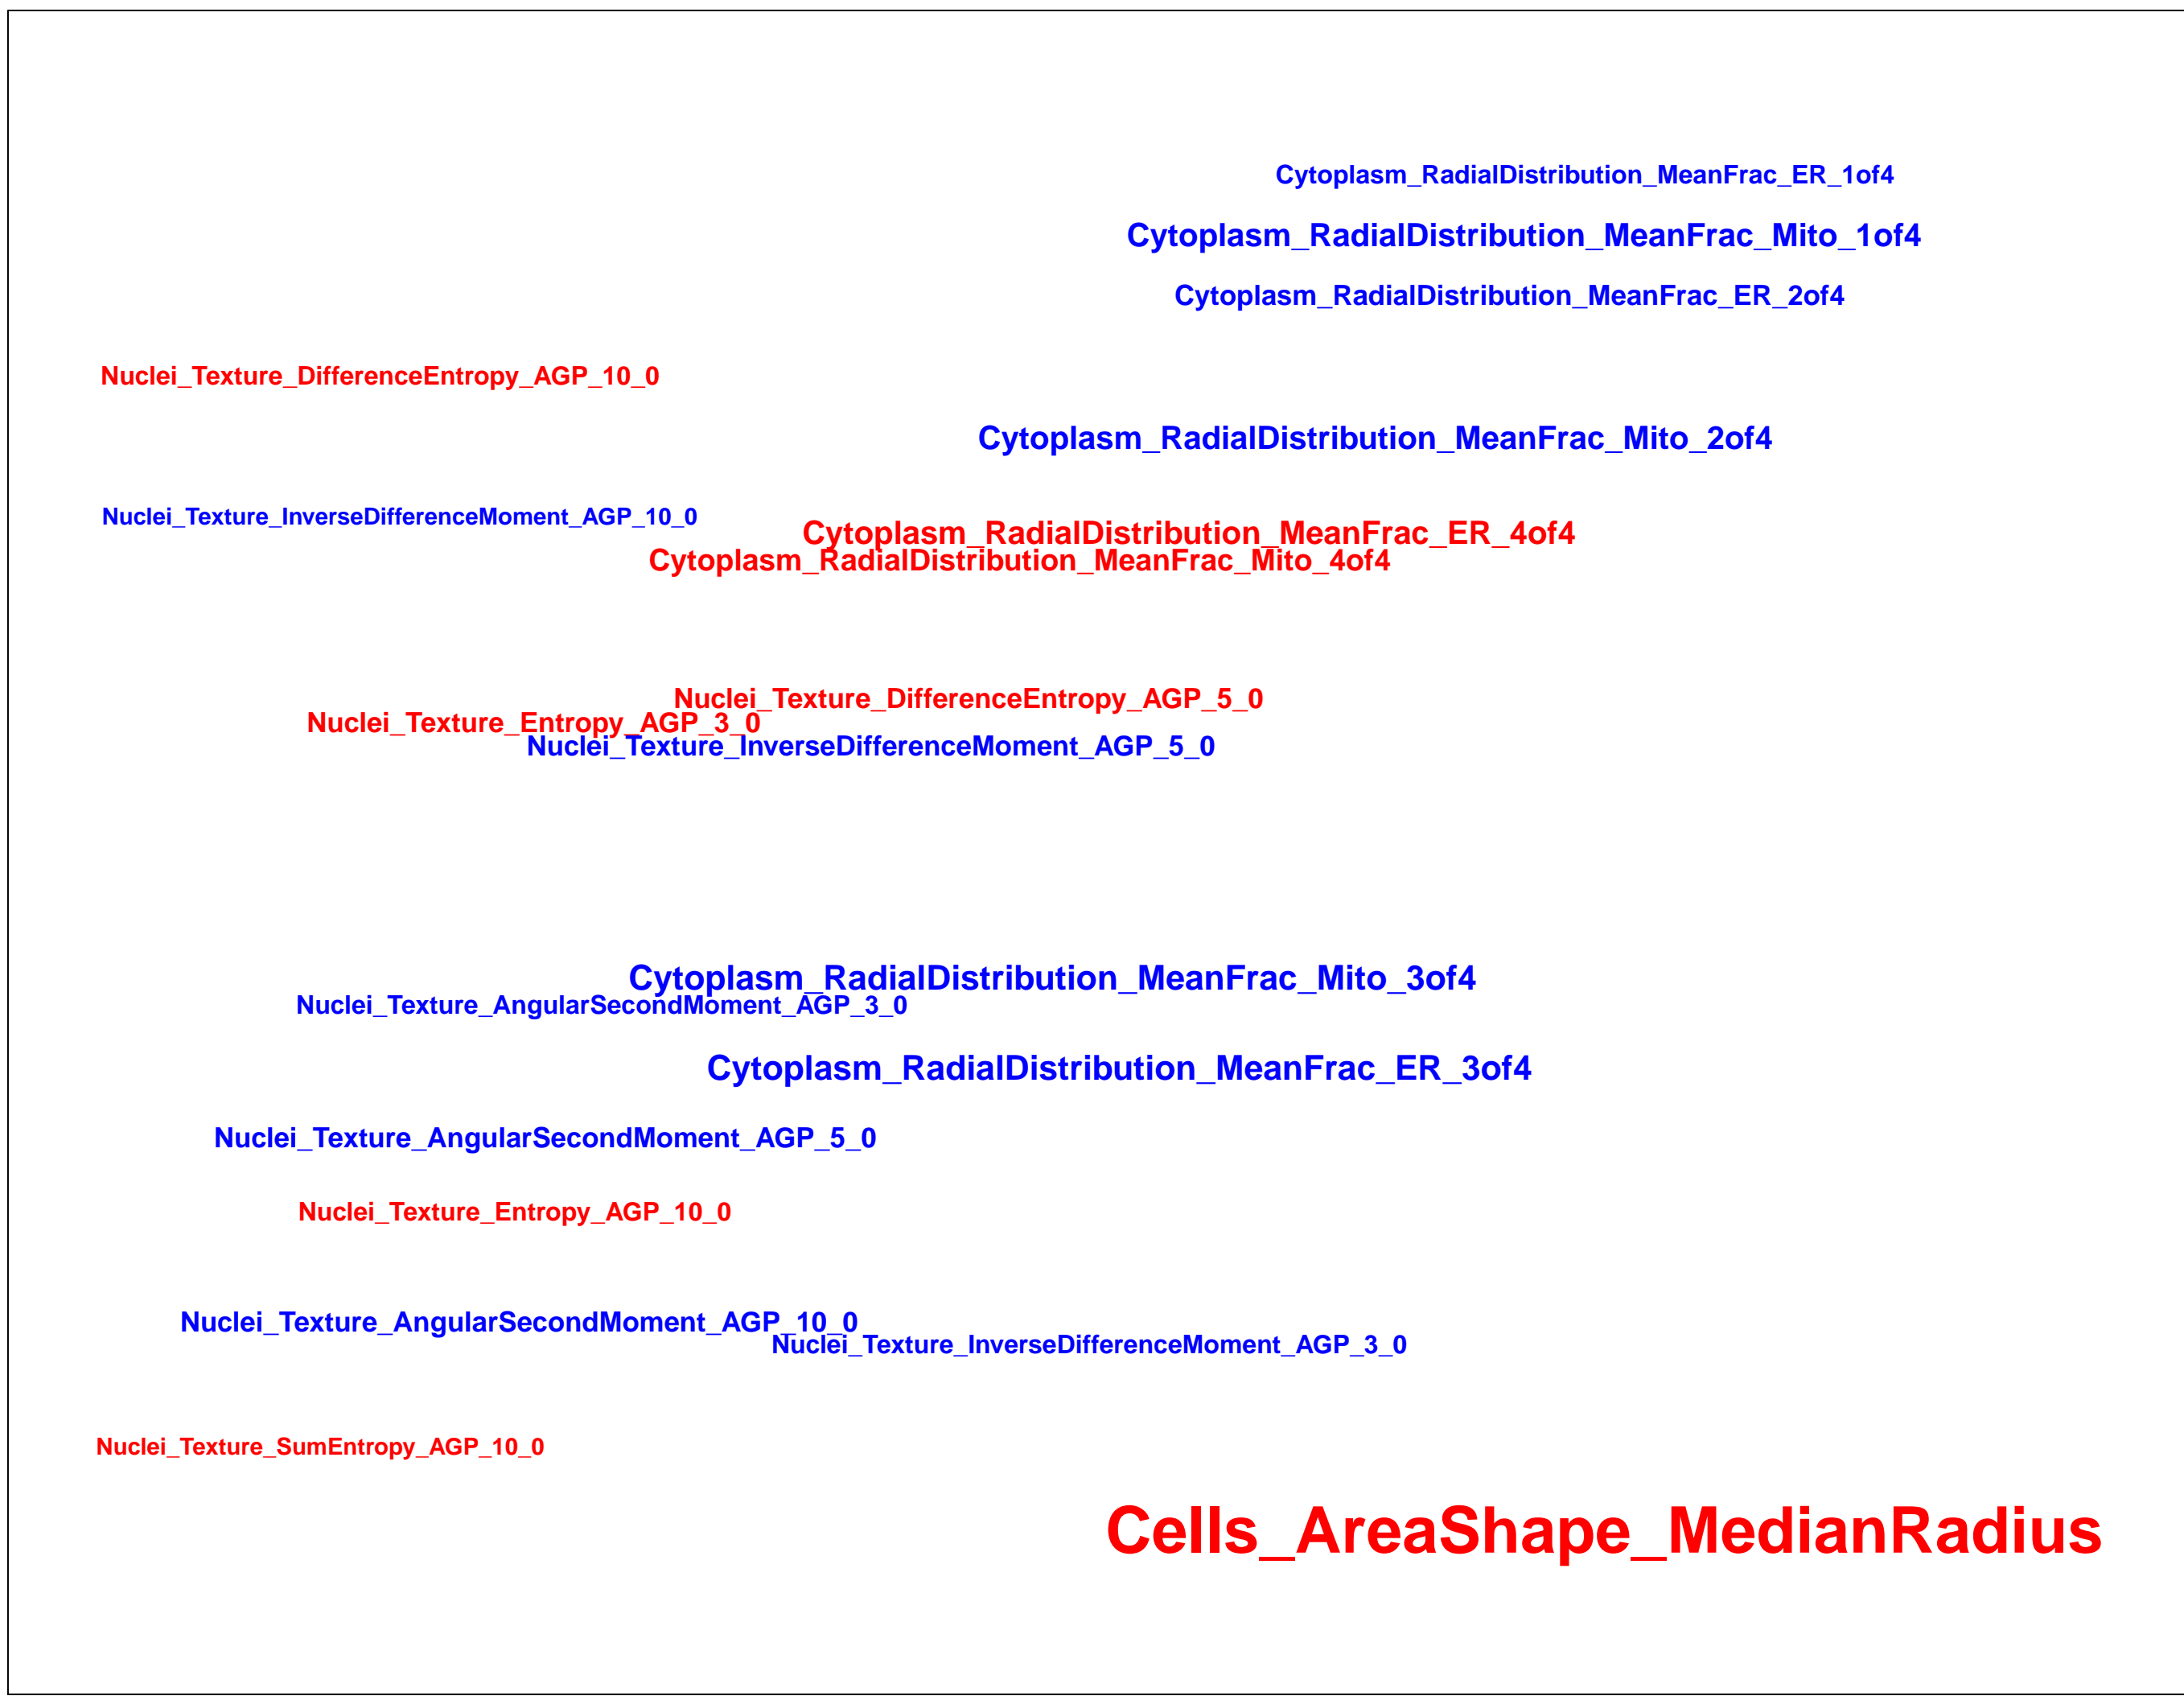 Cytoplasm_RadialDistribution_MeanFrac_ER_1of4
Cytoplasm_RadialDistribution_MeanFrac_Mito_1of4
Cytoplasm_RadialDistribution_MeanFrac_ER_2of4
Nuclei_Texture_DifferenceEntropy_AGP_10_0
Cytoplasm_RadialDistribution_MeanFrac_Mito_2of4
Nuclei_Texture_InverseDifferenceMoment_AGP_10_0
Cytoplasm_RadialDistribution_MeanFrac_ER_4of4
Cytoplasm_RadialDistribution_MeanFrac_Mito_4of4
Nuclei_Texture_DifferenceEntropy_AGP_5_0
Nuclei_Texture_Entropy_AGP_3_0
Nuclei_Texture_InverseDifferenceMoment_AGP_5_0
Cytoplasm_RadialDistribution_MeanFrac_Mito_3of4
Nuclei_Texture_AngularSecondMoment_AGP_3_0
Cytoplasm_RadialDistribution_MeanFrac_ER_3of4
Nuclei_Texture_AngularSecondMoment_AGP_5_0
Nuclei_Texture_Entropy_AGP_10_0
Nuclei_Texture_AngularSecondMoment_AGP_10_0
Nuclei_Texture_InverseDifferenceMoment_AGP_3_0
Nuclei_Texture_SumEntropy_AGP_10_0
Cells_AreaShape_MedianRadius